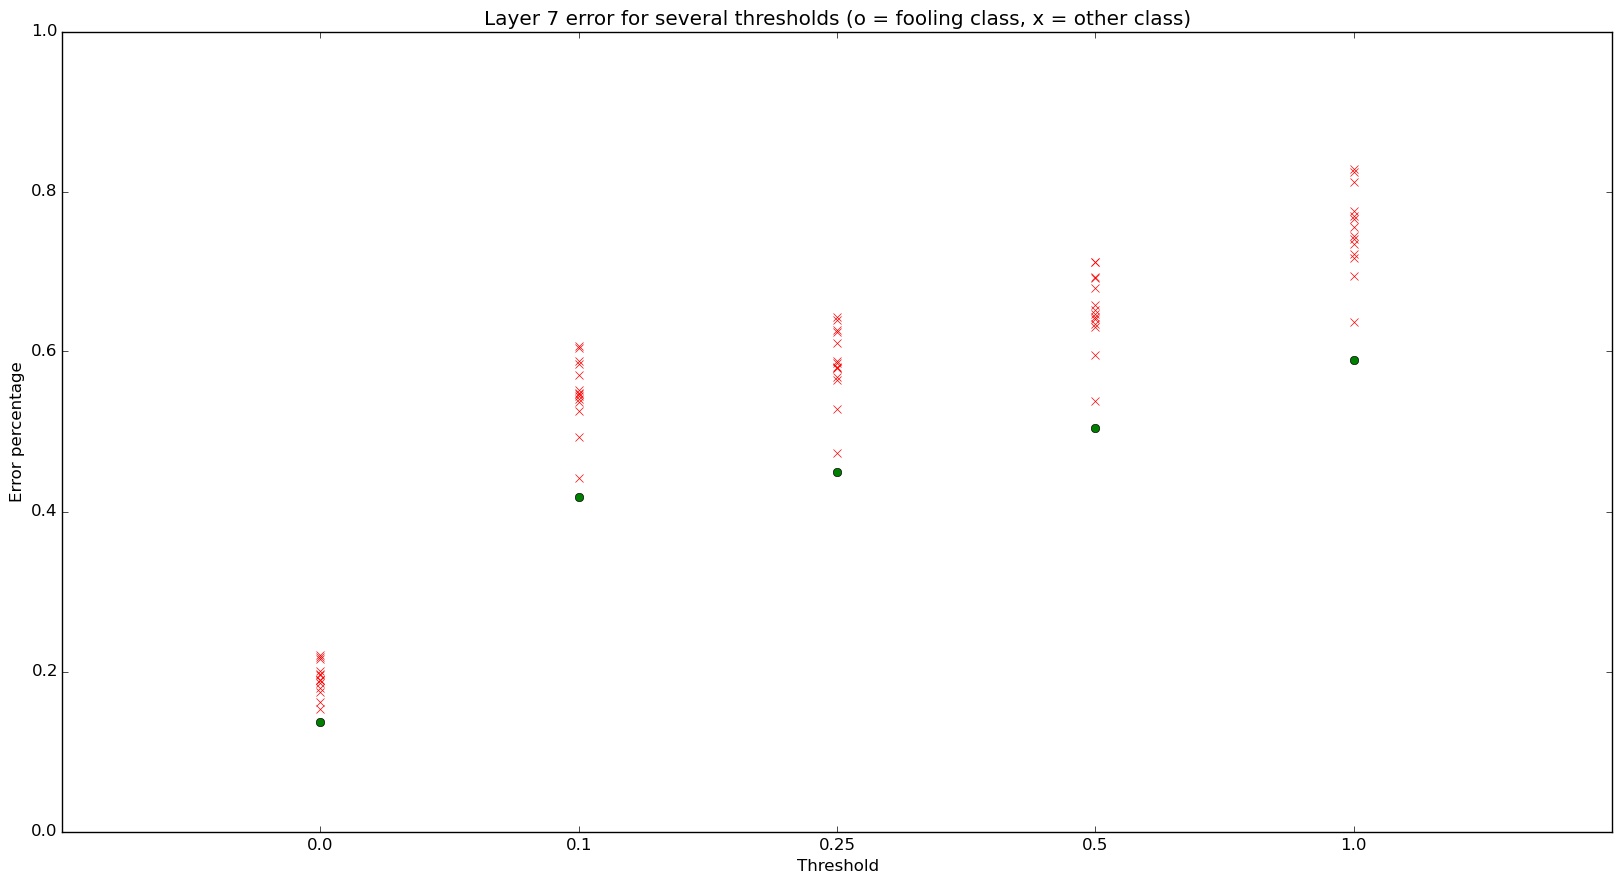 Layer 7 error for several thresholds (o = fooling class, x = other class)
1.0
0.8
0.6
0.4
0.2
0.0
Error percentage
0.0 0.1 0.25 0.5 1.0
Threshold